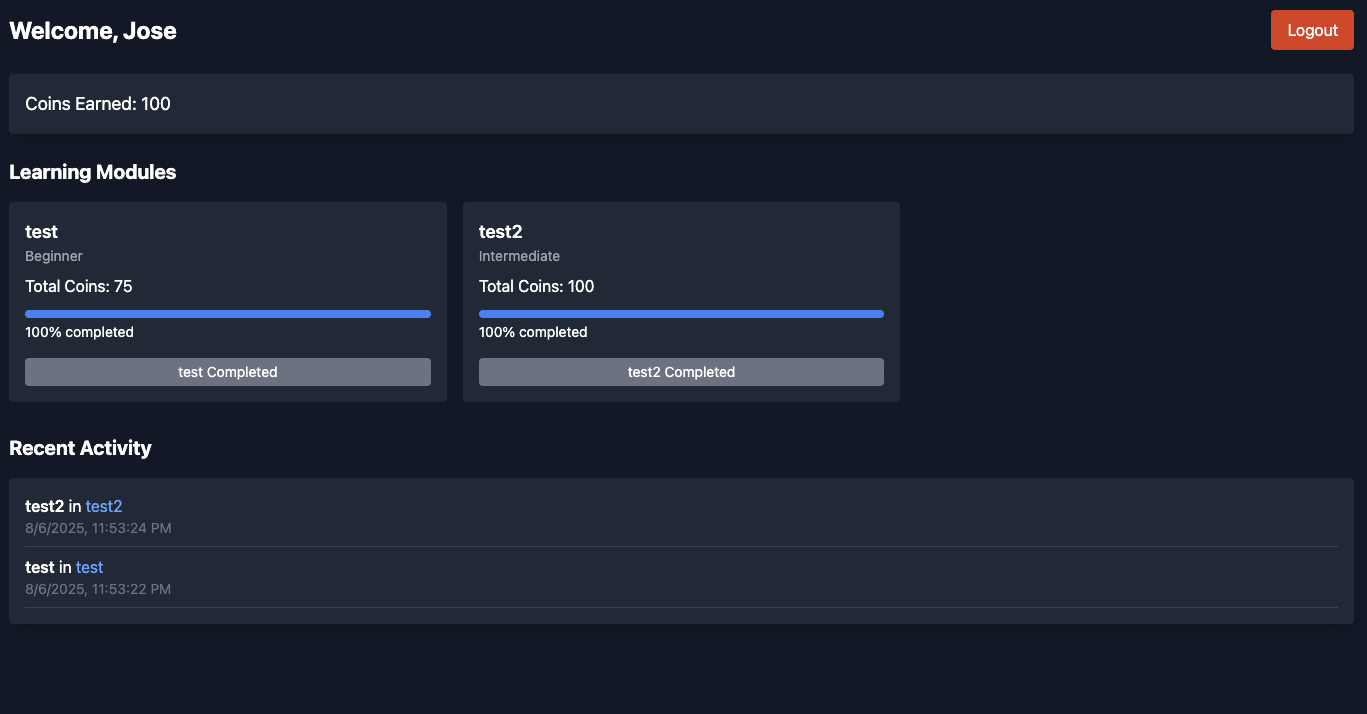 Welcome, Jose
Logout
Coins Earned: 100
Learning Modules
test
Beginner
Total Coins: 75
100% completed
test Completed
test2
Intermediate
Total Coins: 100
100% completed
test2 Completed
Recent Activity
test2 in test2
8/6/2025, 11:53:24 PM
test in test
8/6/2025, 11:53:22 PM